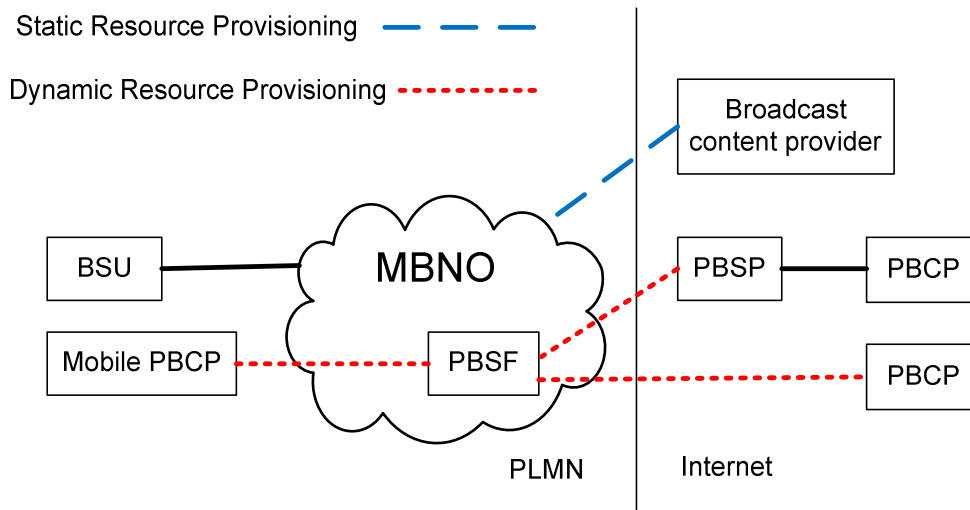 Static Resource Provisioning
Dynamic Resource Provisioning
Broadcast
content provider
BSU
MBNO
PBSP
PBCP
Mobile PBCP
PBSF
PBCP
PLMN
Internet